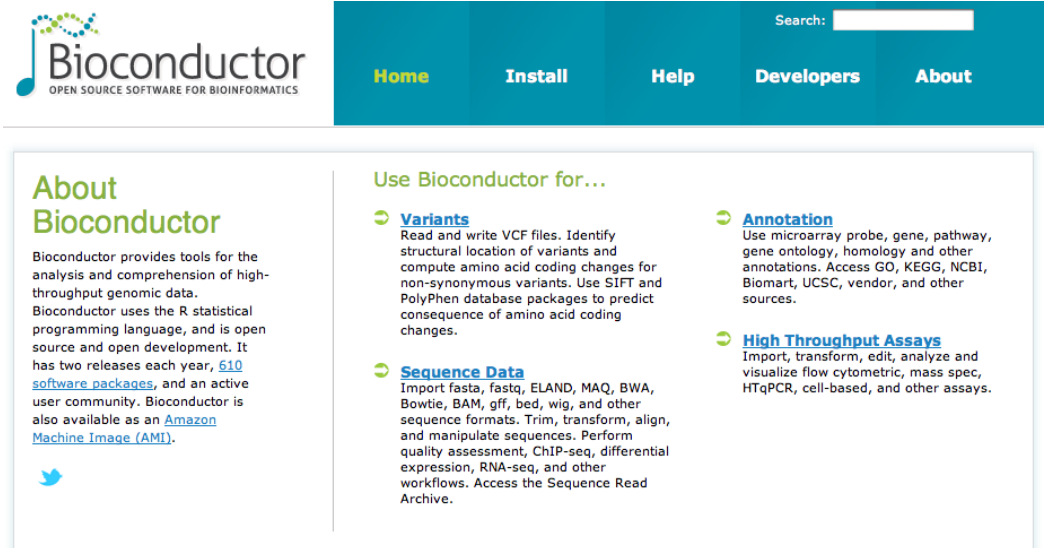 Bioconductor
OPEN SOURCE SOFTWARE FOR BIOINFORMATICS
Search:
Home
Install
Help
Developers
About
About
Bioconductor
Bioconductor provides tools for the
analysis and comprehension of high-
throughput genomic data.
Bioconductor uses the R statistical
programming language, and is open
source and open development. It
has two releases each year, 610
software packages, and an active
user community. Bioconductor is
also available as an Amazon
Machine Image (AMI).
Use Bioconductor for...
Variants
Read and write VCF files. Identify
structural location of variants and
compute amino acid coding changes for
non-synonymous variants. Use SIFT and
PolyPhen database packages to predict
consequence of amino acid coding
changes.
Sequence Data
Import fasta, fastq, ELAND, MAQ, BWA,
Bowtie, BAM, gff, bed, wig, and other
sequence formats. Trim, transform, align,
and manipulate sequences. Perform
quality assessment, ChIP-seq, differential
expression, RNA-seq, and other
workflows. Access the Sequence Read
Archive.
Annotation
Use microarray probe, gene, pathway,
gene ontology, homology and other
annotations. Access GO, KEGG, NCBI,
Biomart, UCSC, vendor, and other
sources.
High Throughput Assays
Import, transform, edit, analyze and
visualize flow cytometric, mass spec,
HTqPCR, cell-based, and other assays.